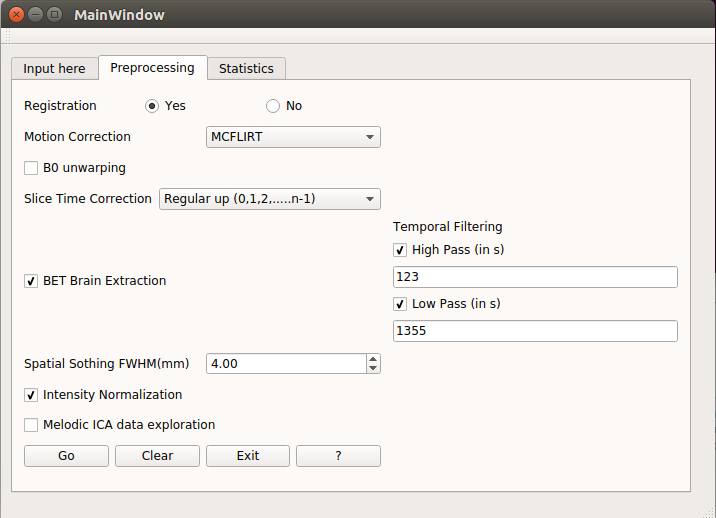 MainWindow
Input here Preprocessing Statistics
Registration Yes No
Motion Correction MCFLIRT
B0 unwarping
Slice Time Correction Regular up (0,1,2,.....n-1)
Temporal Filtering
High Pass (in s)
123
BET Brain Extraction
Low Pass (in s)
1355
Spatial Sothing FWHM(mm) 4.00
Intensity Normalization
Melodic ICA data exploration
Go Clear Exit ?